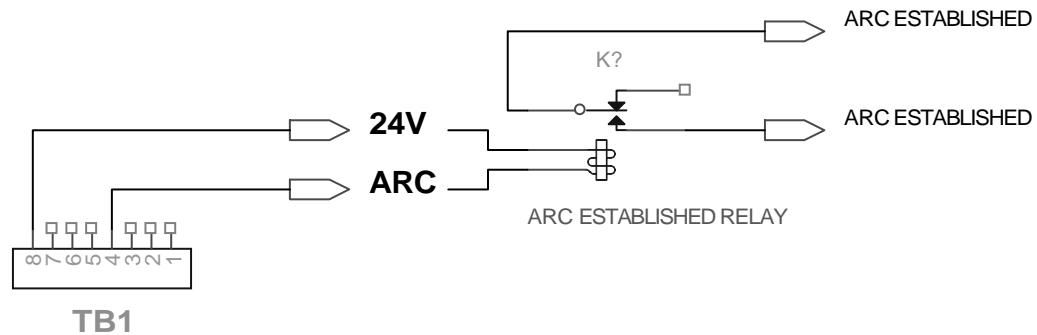 ARC ESTABLISHED
K?
24V
ARC ESTABLISHED
ARC
ARC ESTABLISHED RELAY
8 7 6 5 4 3 2 1
TB1